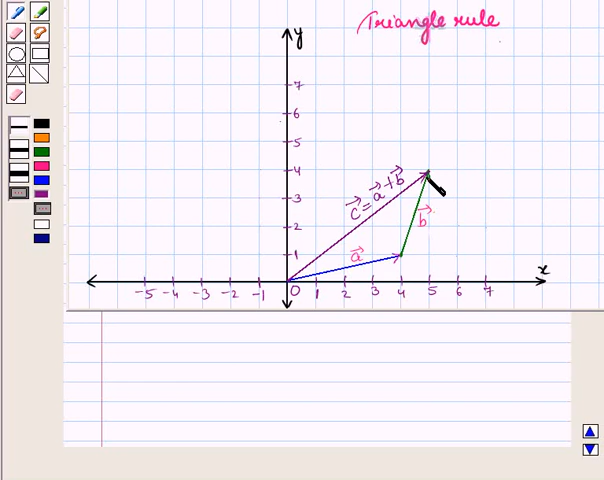 Triangle rule
y
7
6
5
4
3
2
1
c⃗ = a⃗ + b⃗
b⃗
a⃗
x
-5 -4 -3 -2 -1 0 1 2 3 4 5 6 7